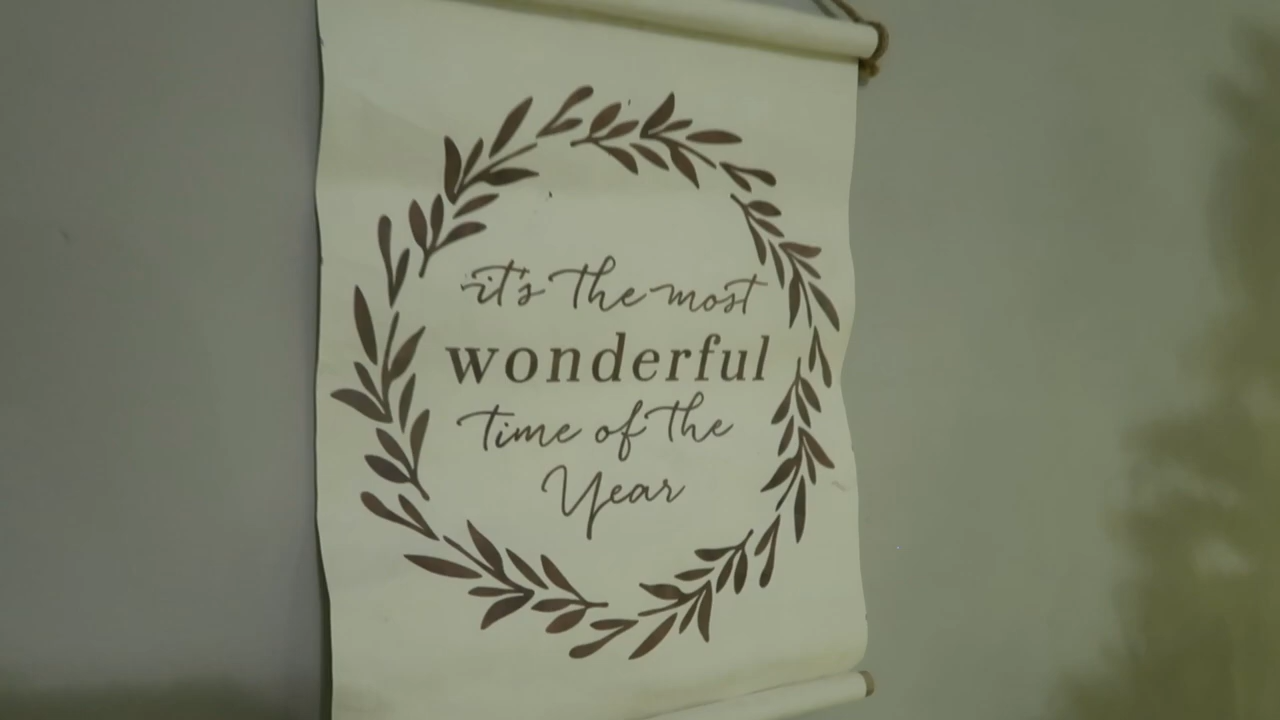 it's the most
wonderful
time of the
Year